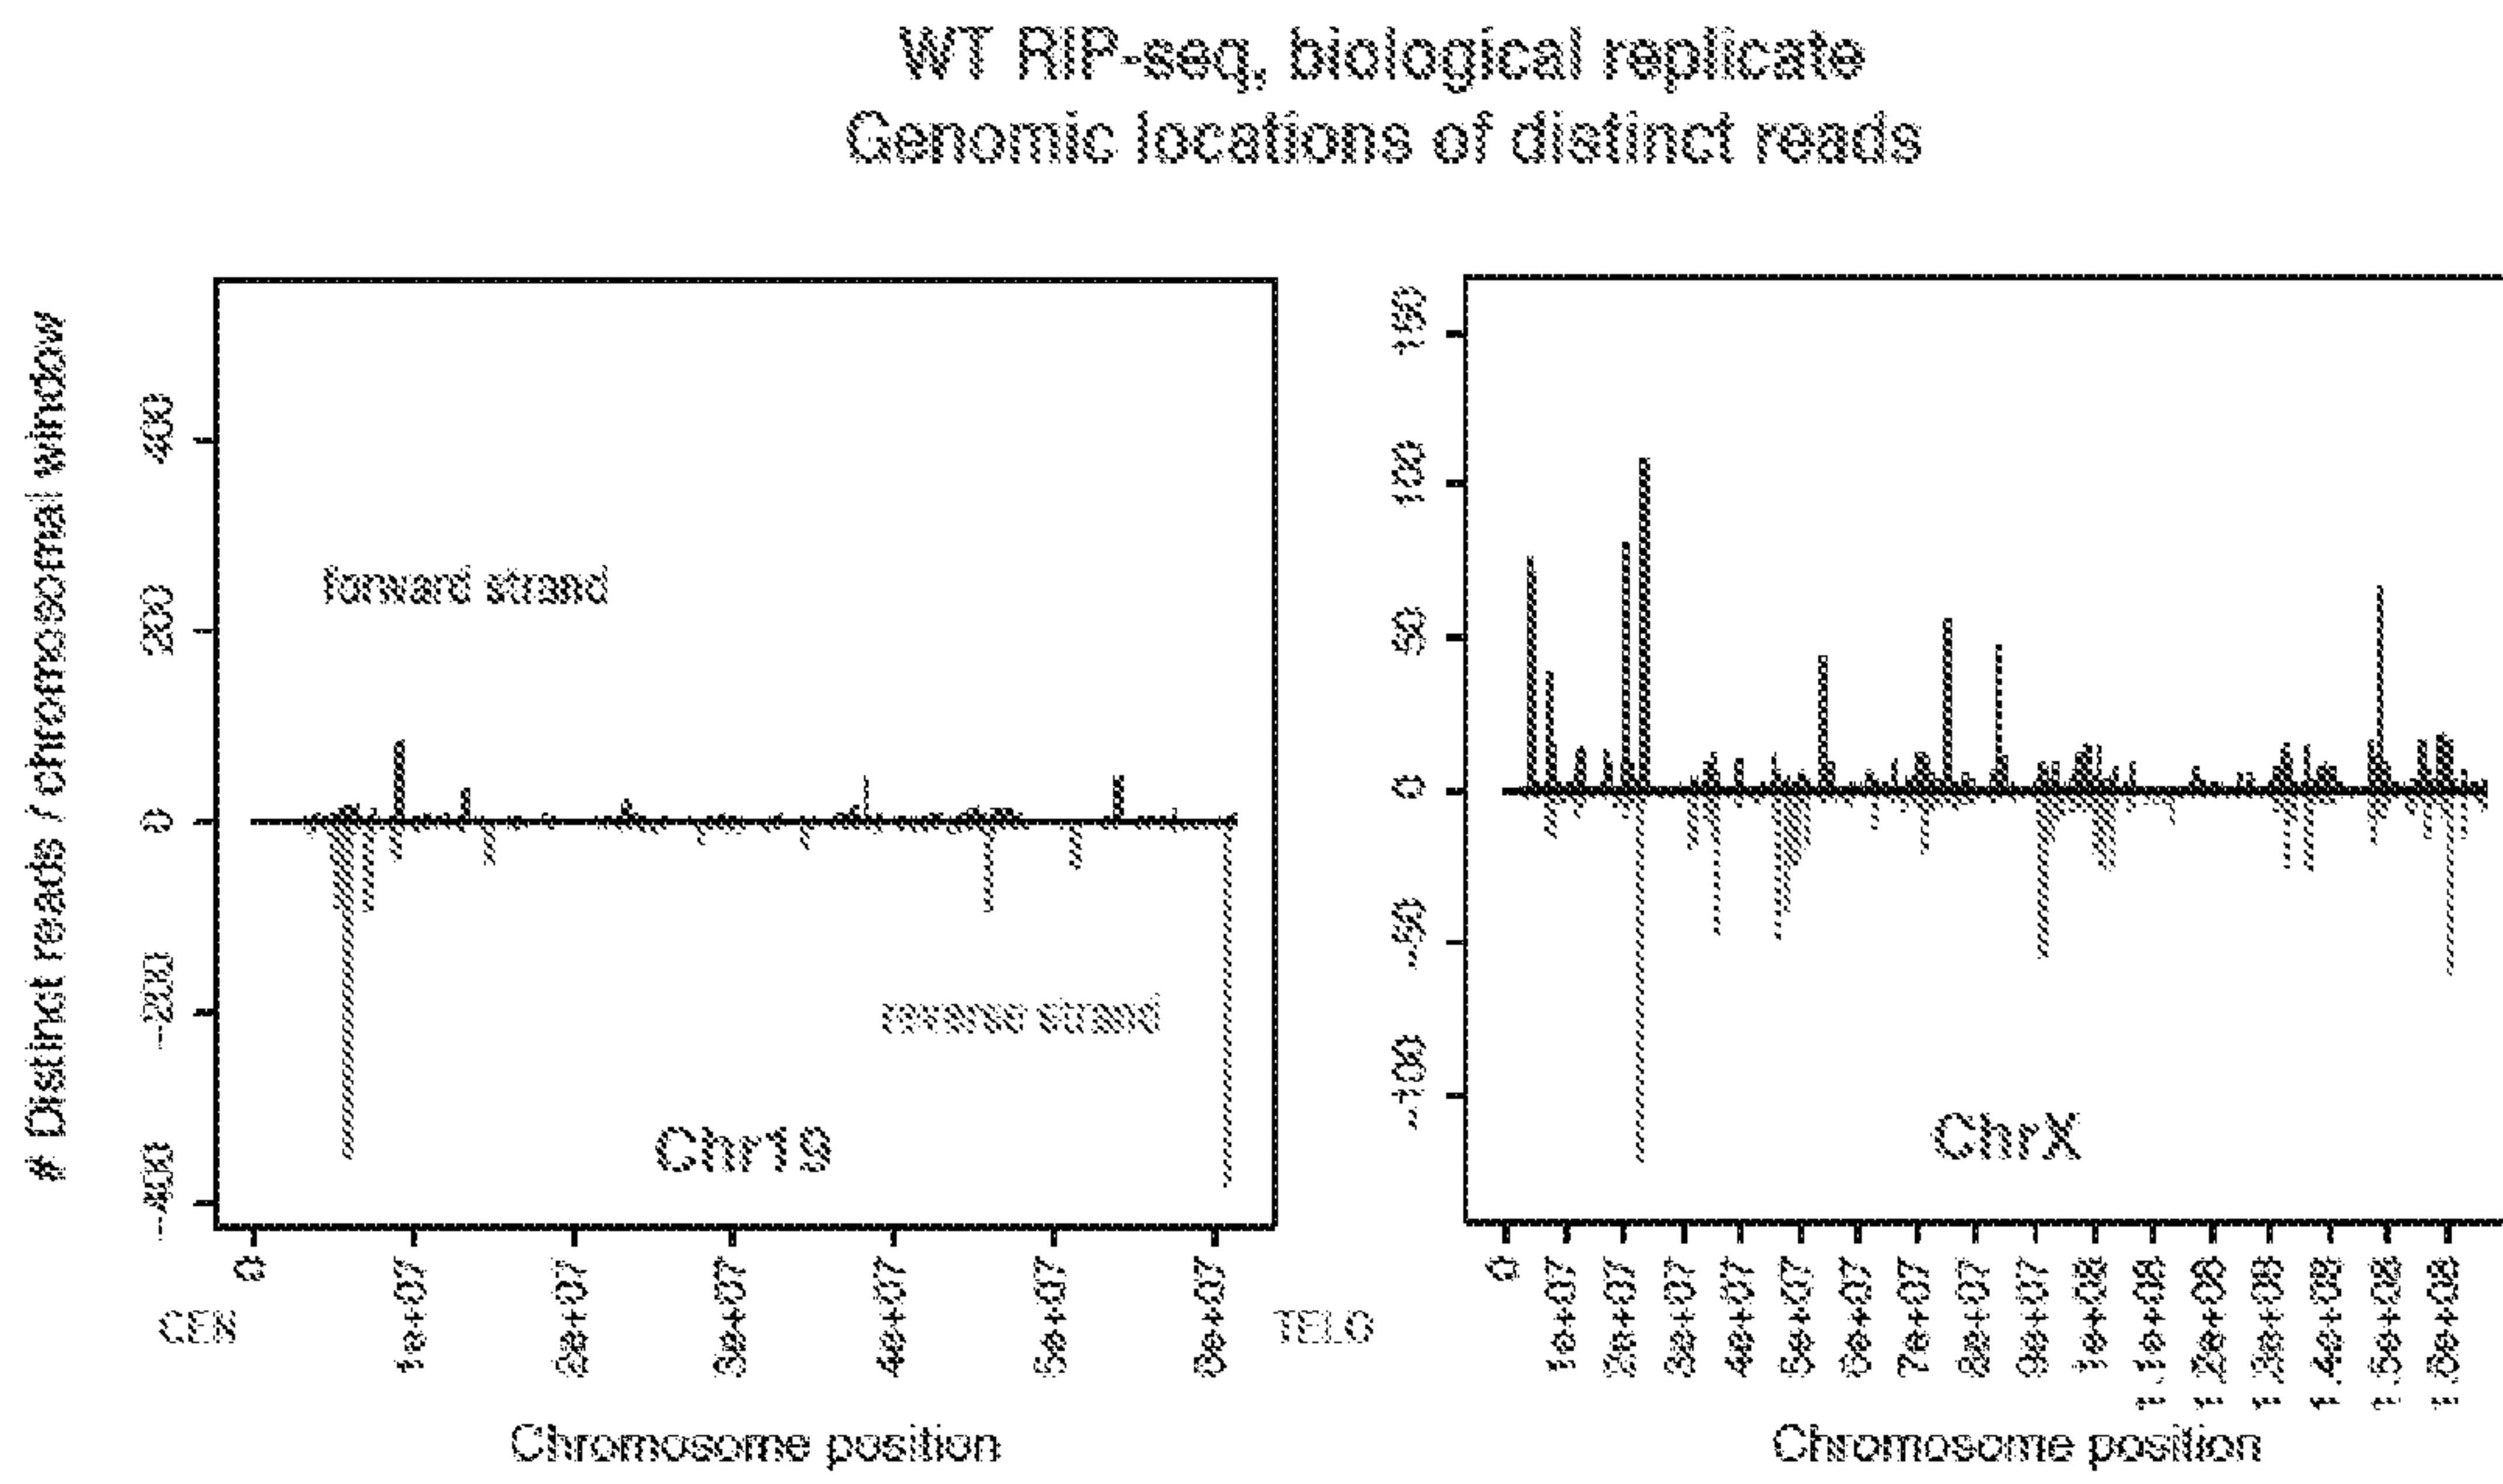 WT RIP-seq, biological replicate
Genomic locations of distinct reads
# Distinct reads / chromosomal window
400
200
0
-200
-400
forward strand
reverse strand
Chr19
0
1e+07
2e+07
3e+07
4e+07
5e+07
6e+07
CEN
TELO
Chromosome position
150
100
50
0
-50
-100
ChrX
0
1e+07
2e+07
3e+07
4e+07
5e+07
6e+07
7e+07
8e+07
9e+07
1e+08
1.1e+08
1.2e+08
1.3e+08
1.4e+08
1.5e+08
1.6e+08
Chromosome position